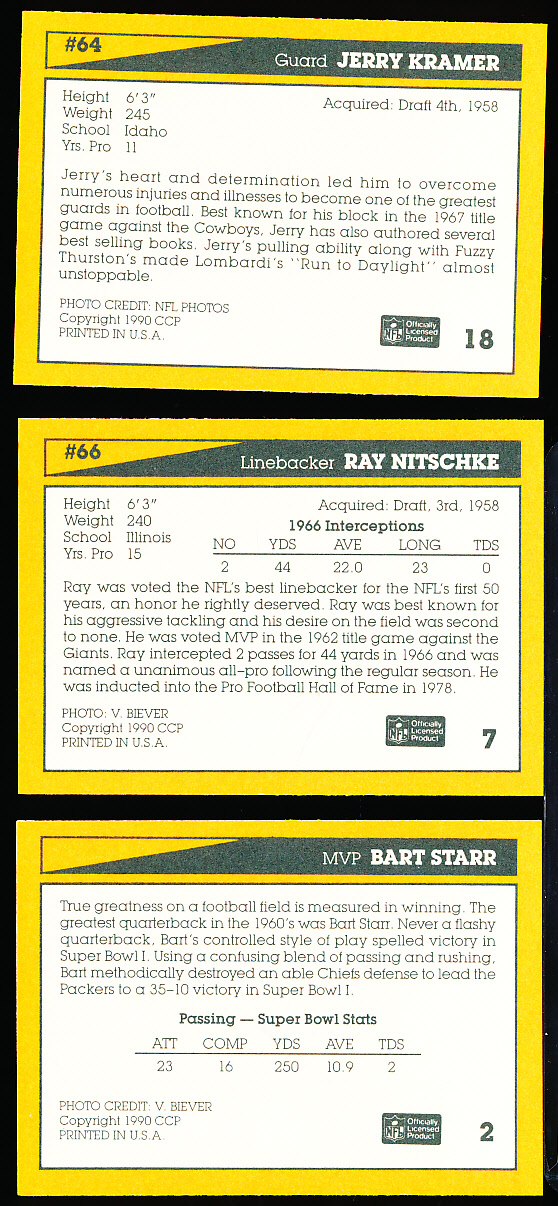 #64
Guard JERRY KRAMER
Height 6'3"
Acquired: Draft 4th, 1958
Weight 245
School Idaho
Yrs. Pro 11
Jerry's heart and determination led him to overcome
numerous injuries and illnesses to become one of the greatest
guards in football. Best known for his block in the 1967 title
game against the Cowboys, Jerry has also authored several
best selling books. Jerry's pulling ability along with Fuzzy
Thurston's made Lombardi's "Run to Daylight" almost
unstoppable.
PHOTO CREDIT: NFL PHOTOS
Copyright 1990 CCP
PRINTED IN U.S.A.
NFL
Officially
Licensed
Product
18
#66
Linebacker RAY NITSCHKE
Height 6'3"
Acquired: Draft, 3rd, 1958
Weight 240
School Illinois
Yrs. Pro 15
1966 Interceptions
NO YDS AVE LONG TDS
2 44 22.0 23 0
Ray was voted the NFL's best linebacker for the NFL's first 50
years, an honor he rightly deserved. Ray was best known for
his aggressive tackling and his desire on the field was second
to none. He was voted MVP in the 1962 title game against the
Giants. Ray intercepted 2 passes for 44 yards in 1966 and was
named a unanimous all-pro following the regular season. He
was inducted into the Pro Football Hall of Fame in 1978.
PHOTO: V. BIEVER
Copyright 1990 CCP
PRINTED IN U.S.A.
NFL
Officially
Licensed
Product
7
MVP BART STARR
True greatness on a football field is measured in winning. The
greatest quarterback in the 1960's was Bart Starr. Never a flashy
quarterback, Bart's controlled style of play spelled victory in
Super Bowl I. Using a confusing blend of passing and rushing,
Bart methodically destroyed an able Chiefs defense to lead the
Packers to a 35-10 victory in Super Bowl I.
Passing — Super Bowl Stats
ATT COMP YDS AVE TDS
23 16 250 10.9 2
PHOTO CREDIT: V. BIEVER
Copyright 1990 CCP
PRINTED IN U.S.A.
NFL
Officially
Licensed
Product
2